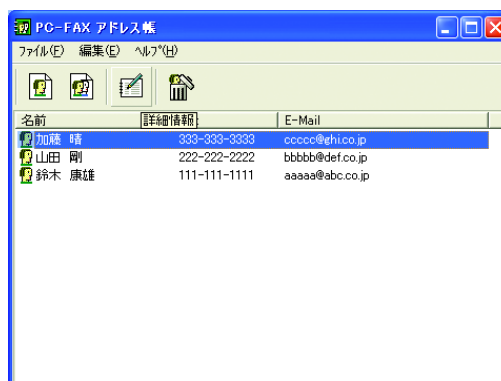 PC-FAX アドレス帳
ファイル(F) 編集(E) ヘルプ(H)
名前 詳細情報 E-Mail
加藤 晴 333-333-3333 ccccc@ghi.co.jp
山田 剛 222-222-2222 bbbbb@def.co.jp
鈴木 康雄 111-111-1111 aaaaa@abc.co.jp